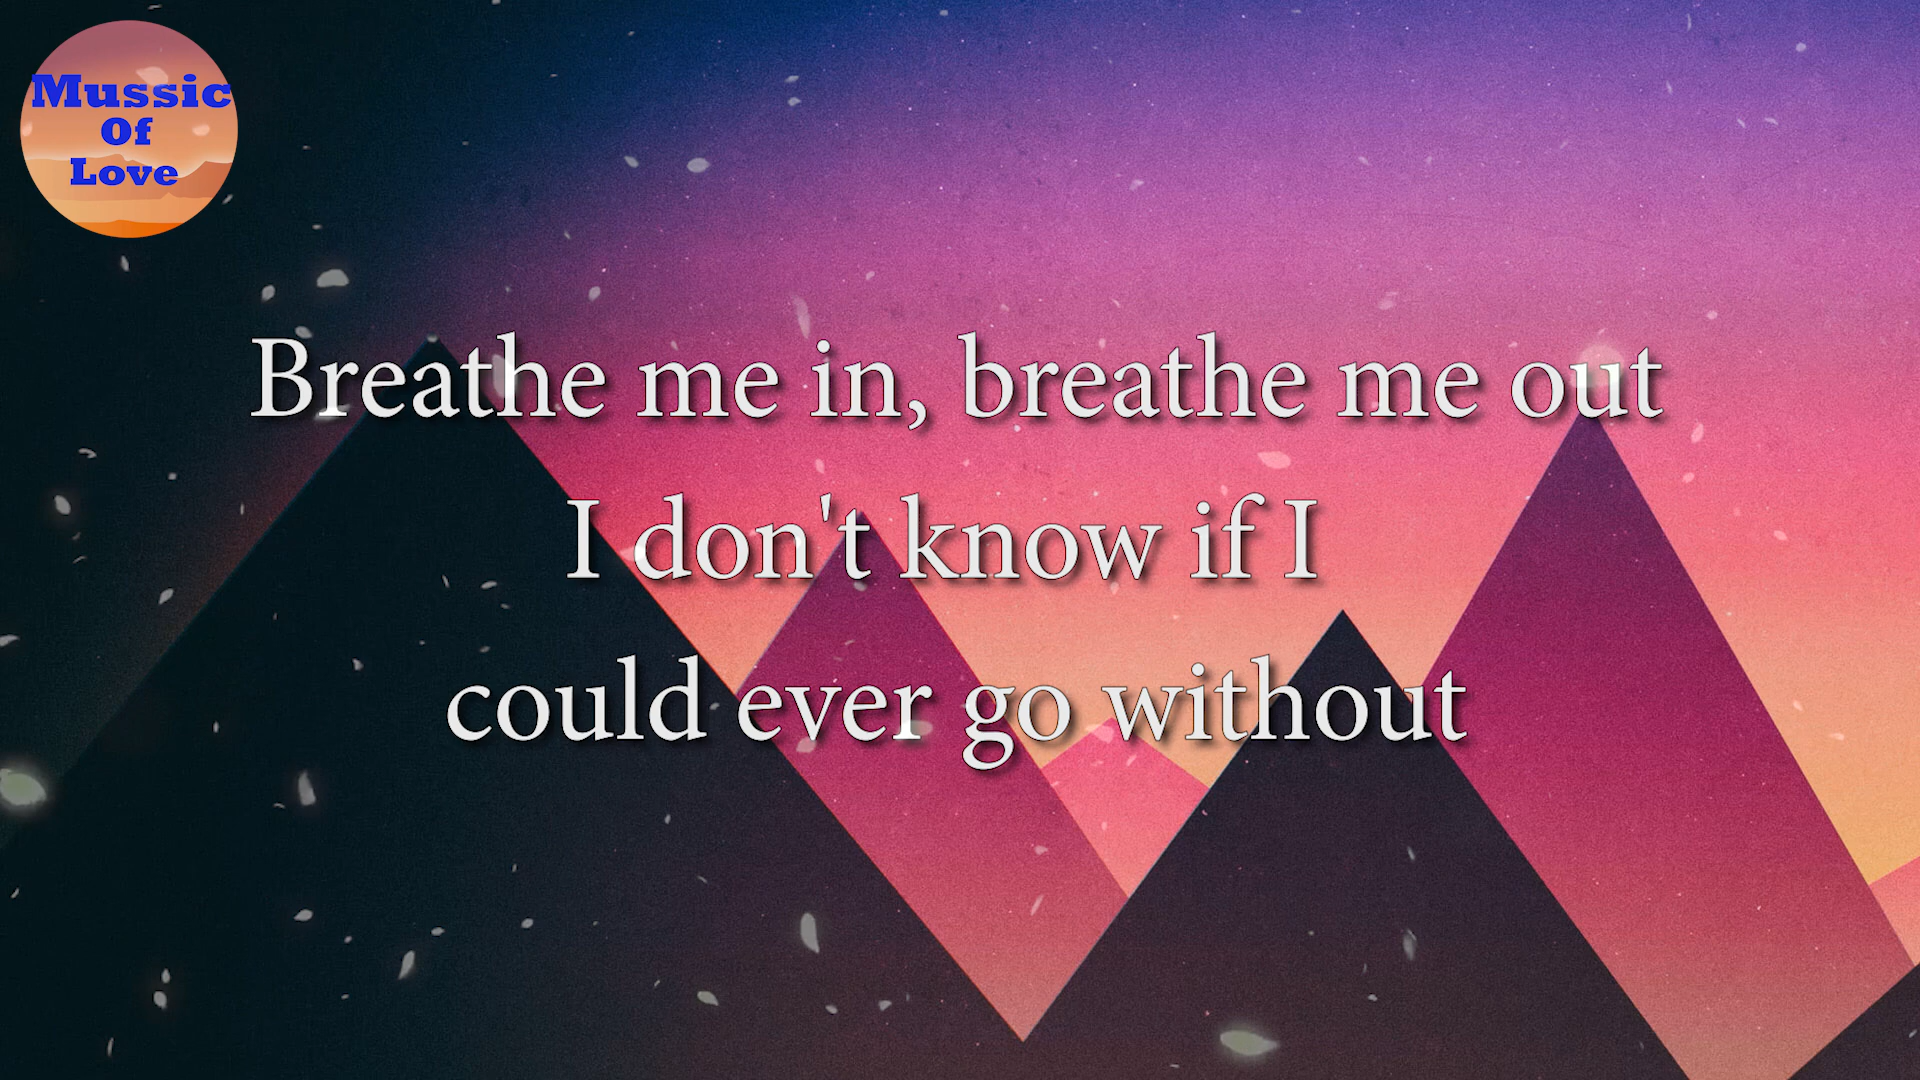 Mussic
Of
Love
Breathe me in, breathe me out
I don't know if I
could ever go without